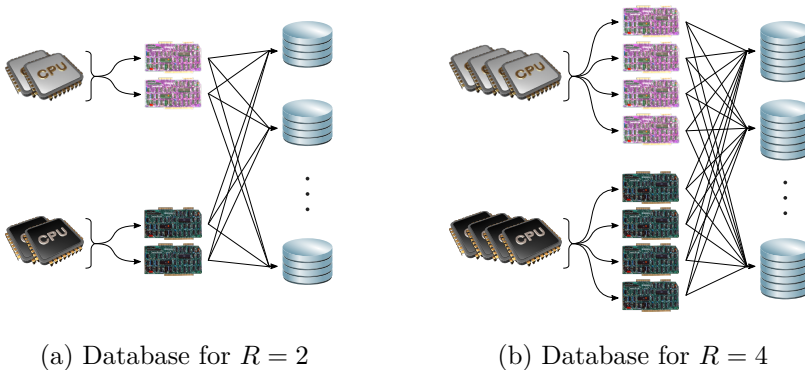 CPU
CPU
CPU
CPU
(a) Database for R = 2
(b) Database for R = 4